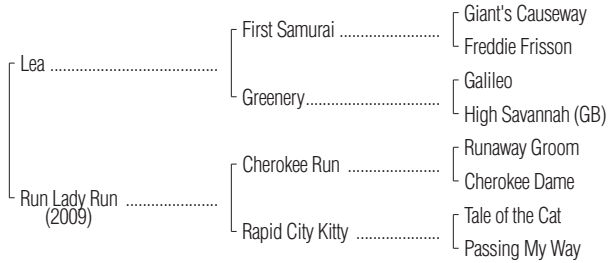 Giant's Causeway
First Samurai ....................
Freddie Frisson
Lea ..................................
Galileo
Greenery...........................
High Savannah (GB)
Runaway Groom
Cherokee Run ...................
Cherokee Dame
Run Lady Run ...................
(2009)
Tale of the Cat
Rapid City Kitty .................
Passing My Way